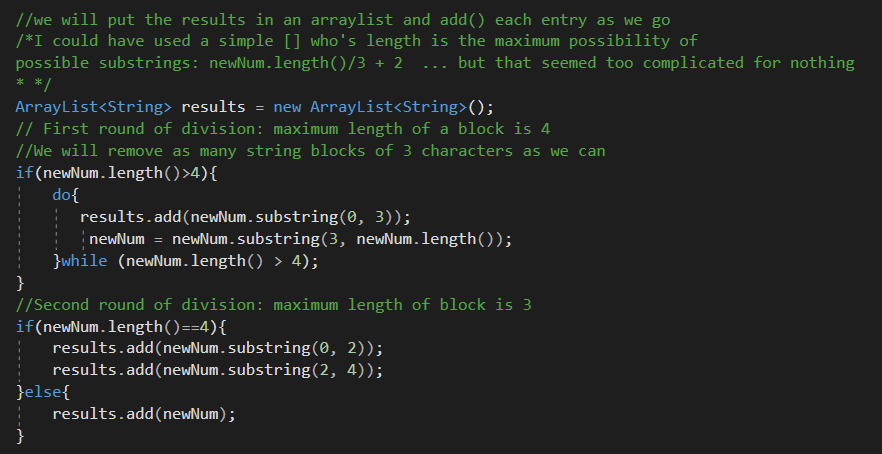 //we will put the results in an arraylist and add() each entry as we go
/*I could have used a simple [] who's length is the maximum possibility of
possible substrings: newNum.length()/3 + 2  ... but that seemed too complicated for nothing
* */
ArrayList<String> results = new ArrayList<String>();
// First round of division: maximum length of a block is 4
//We will remove as many string blocks of 3 characters as we can
if(newNum.length()>4){
    do{
       results.add(newNum.substring(0, 3));
        newNum = newNum.substring(3, newNum.length());
    }while (newNum.length() > 4);
}
//Second round of division: maximum length of block is 3
if(newNum.length()==4){
    results.add(newNum.substring(0, 2));
    results.add(newNum.substring(2, 4));
}else{
    results.add(newNum);
}